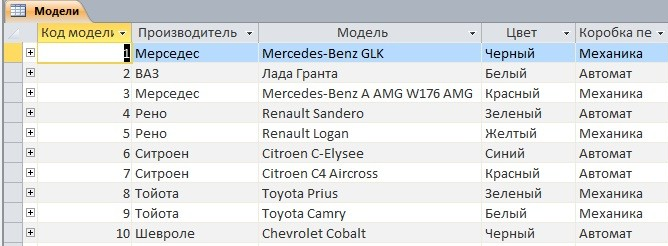 Модели
Код модели Производитель Модель Цвет Коробка пе
1 Мерседес Mercedes-Benz GLK Черный Механика
2 ВАЗ Лада Гранта Белый Автомат
3 Мерседес Mercedes-Benz A AMG W176 AMG Красный Механика
4 Рено Renault Sandero Зеленый Автомат
5 Рено Renault Logan Желтый Механика
6 Ситроен Citroen C-Elysee Синий Автомат
7 Ситроен Citroen C4 Aircross Красный Автомат
8 Тойота Toyota Prius Зеленый Механика
9 Тойота Toyota Camry Белый Механика
10 Шевроле Chevrolet Cobalt Черный Автомат